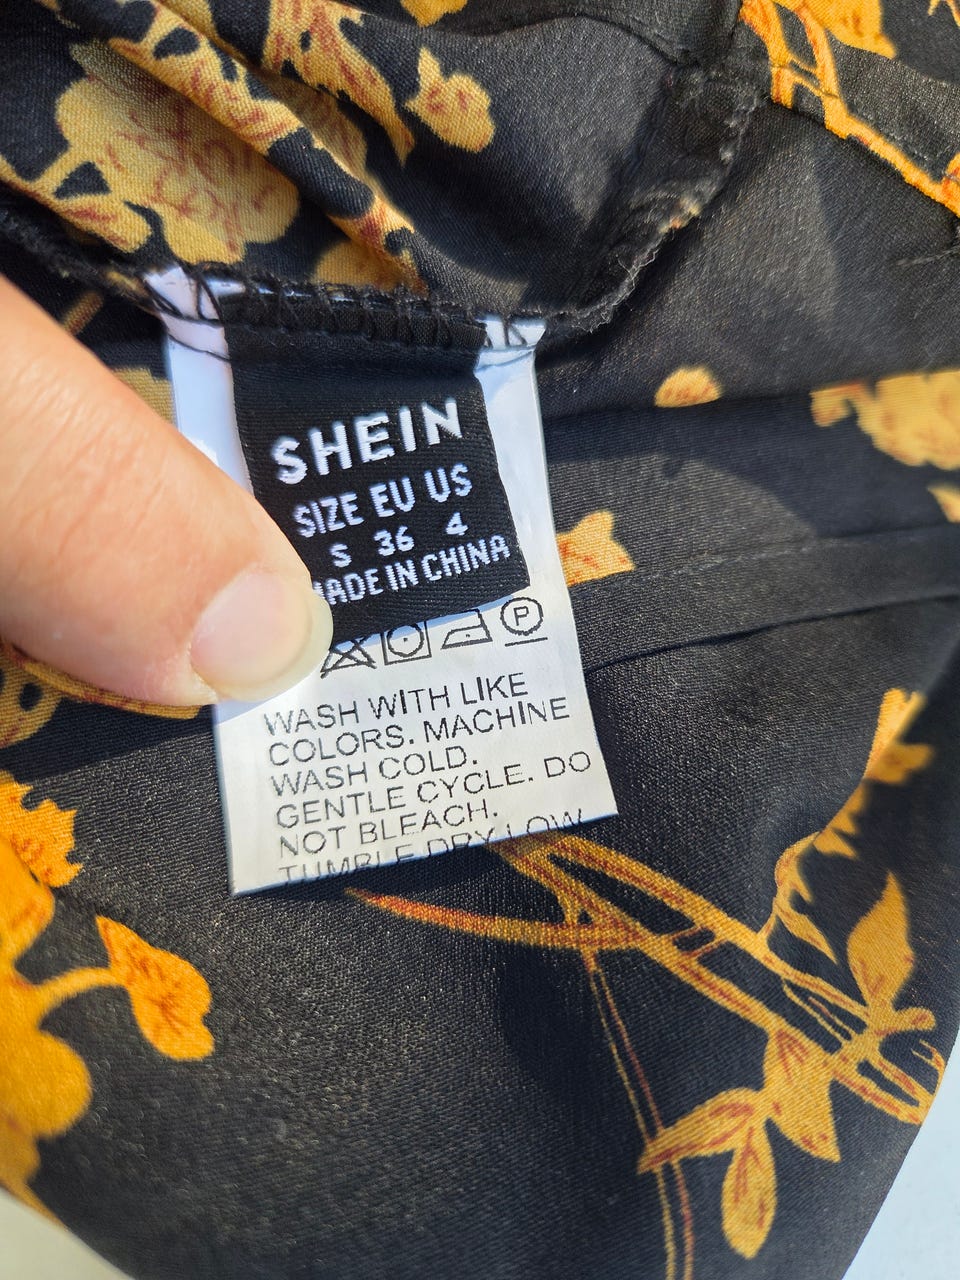 SHEIN
SIZE EU US
S 36 4
MADE IN CHINA
P
WASH WITH LIKE
COLORS. MACHINE
WASH COLD.
GENTLE CYCLE. DO
NOT BLEACH.
TUMBLE DRY LOW